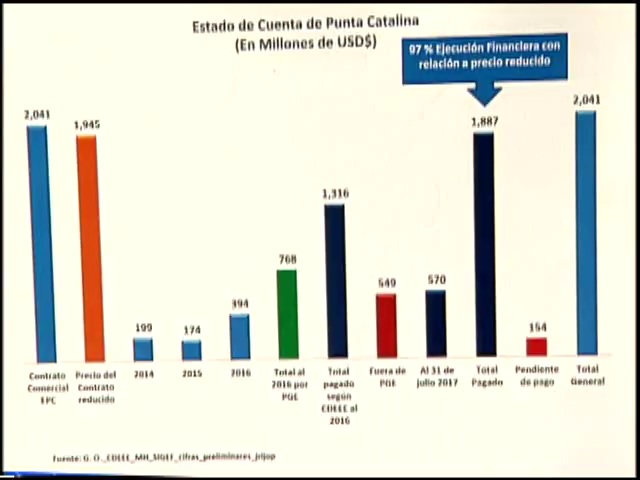 Estado de Cuenta de Punta Catalina
(En Millones de USD$)
97 % Ejecución Financiera con
relación a precio reducido
2,041
1,945
199
174
394
768
1,316
549
570
1,887
154
2,041
Contrato
Comercial
EPC
Precio del
Contrato
reducido
2014
2015
2016
Total al
2016 por
PGE
Total
pagado
según
CDEEE al
2016
Fuera de
PGE
Al 31 de
julio 2017
Total
Pagado
Pendiente
de pago
Total
General
Fuente: G. O._CDEEE_MH_SIGEF_cifras_preliminares_jrijop